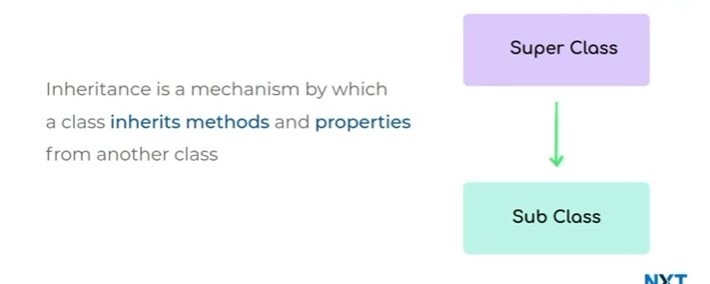 Super Class
Inheritance is a mechanism by which
a class inherits methods and properties
from another class
Sub Class
NXT